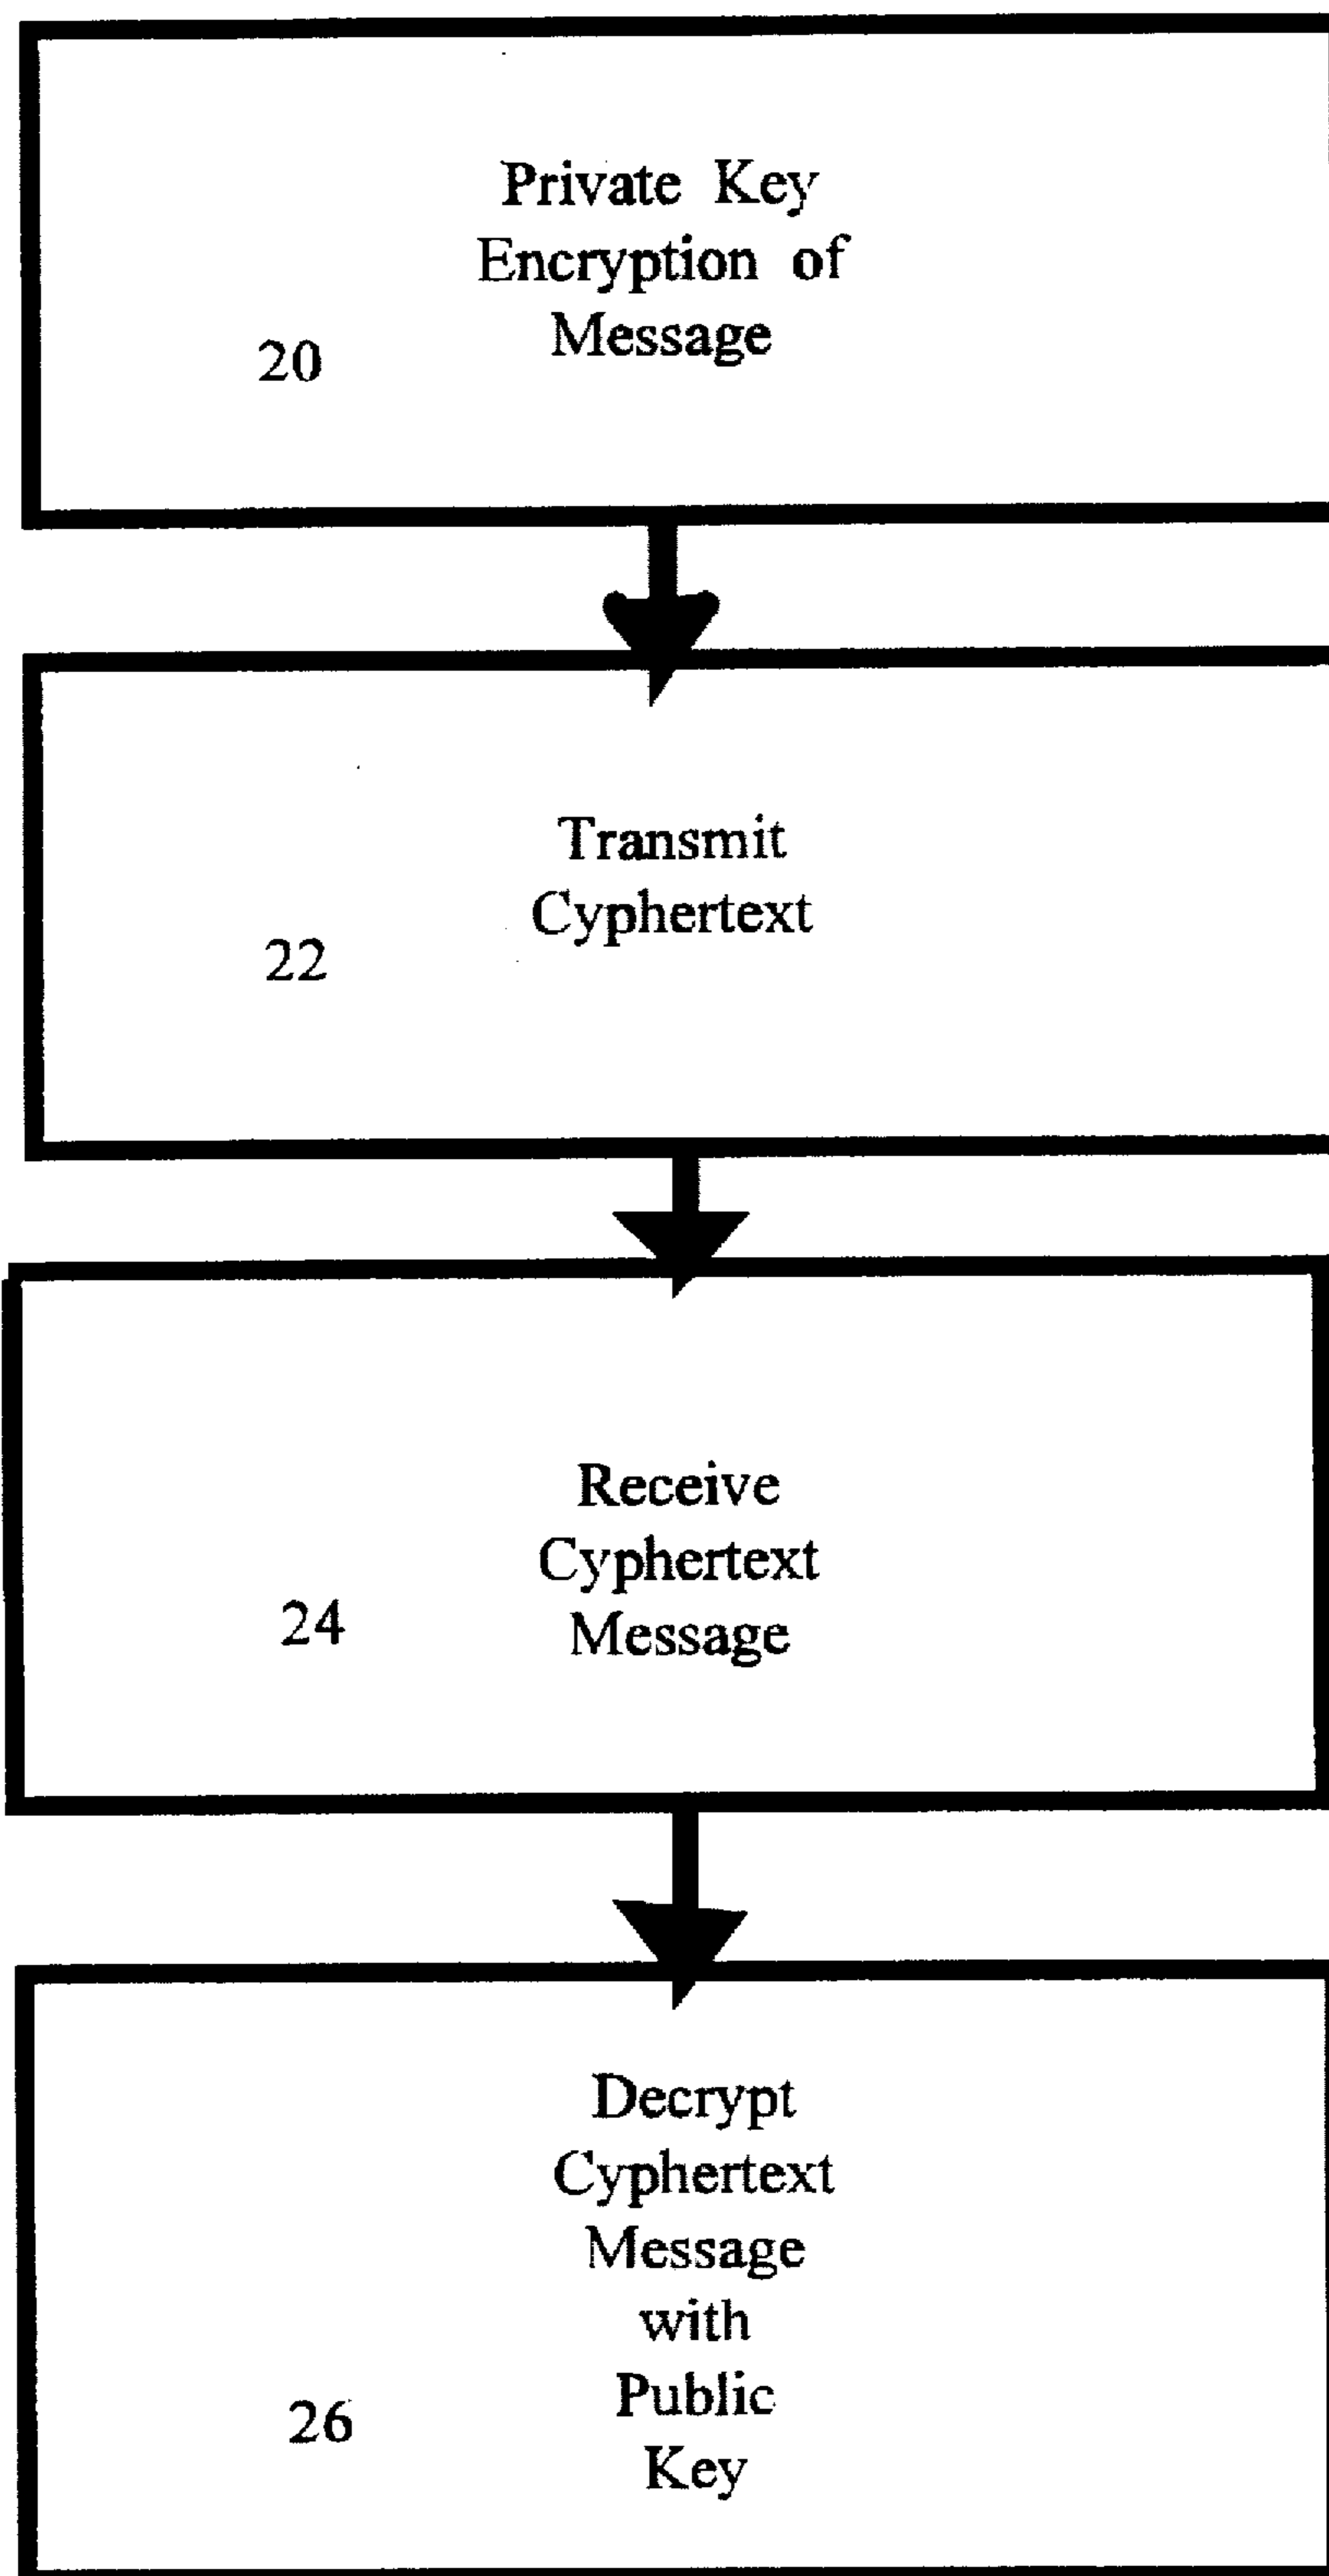 Private Key
Encryption of
Message
20
Transmit
Cyphertext
22
Receive
Cyphertext
Message
24
Decrypt
Cyphertext
Message
with
Public
Key
26